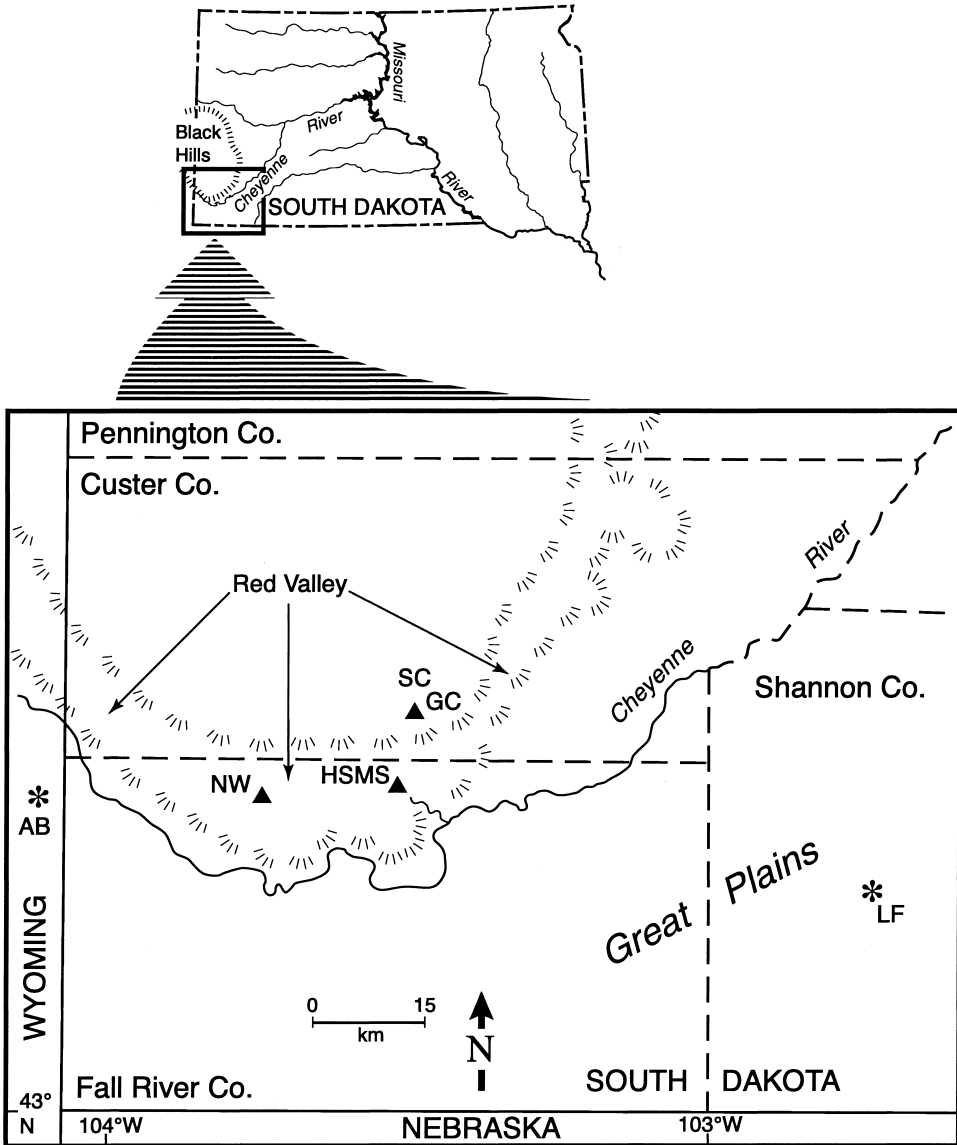 Missouri
River
Black
Hills
Cheyenne
River
SOUTH DAKOTA
Pennington Co.
Custer Co.
River
Red Valley
Cheyenne
SC
GC
Shannon Co.
NW
HSMS
AB
Great Plains
LF
WYOMING
0 15
km
N
Fall River Co.
SOUTH DAKOTA
43°
N
104°W
NEBRASKA
103°W